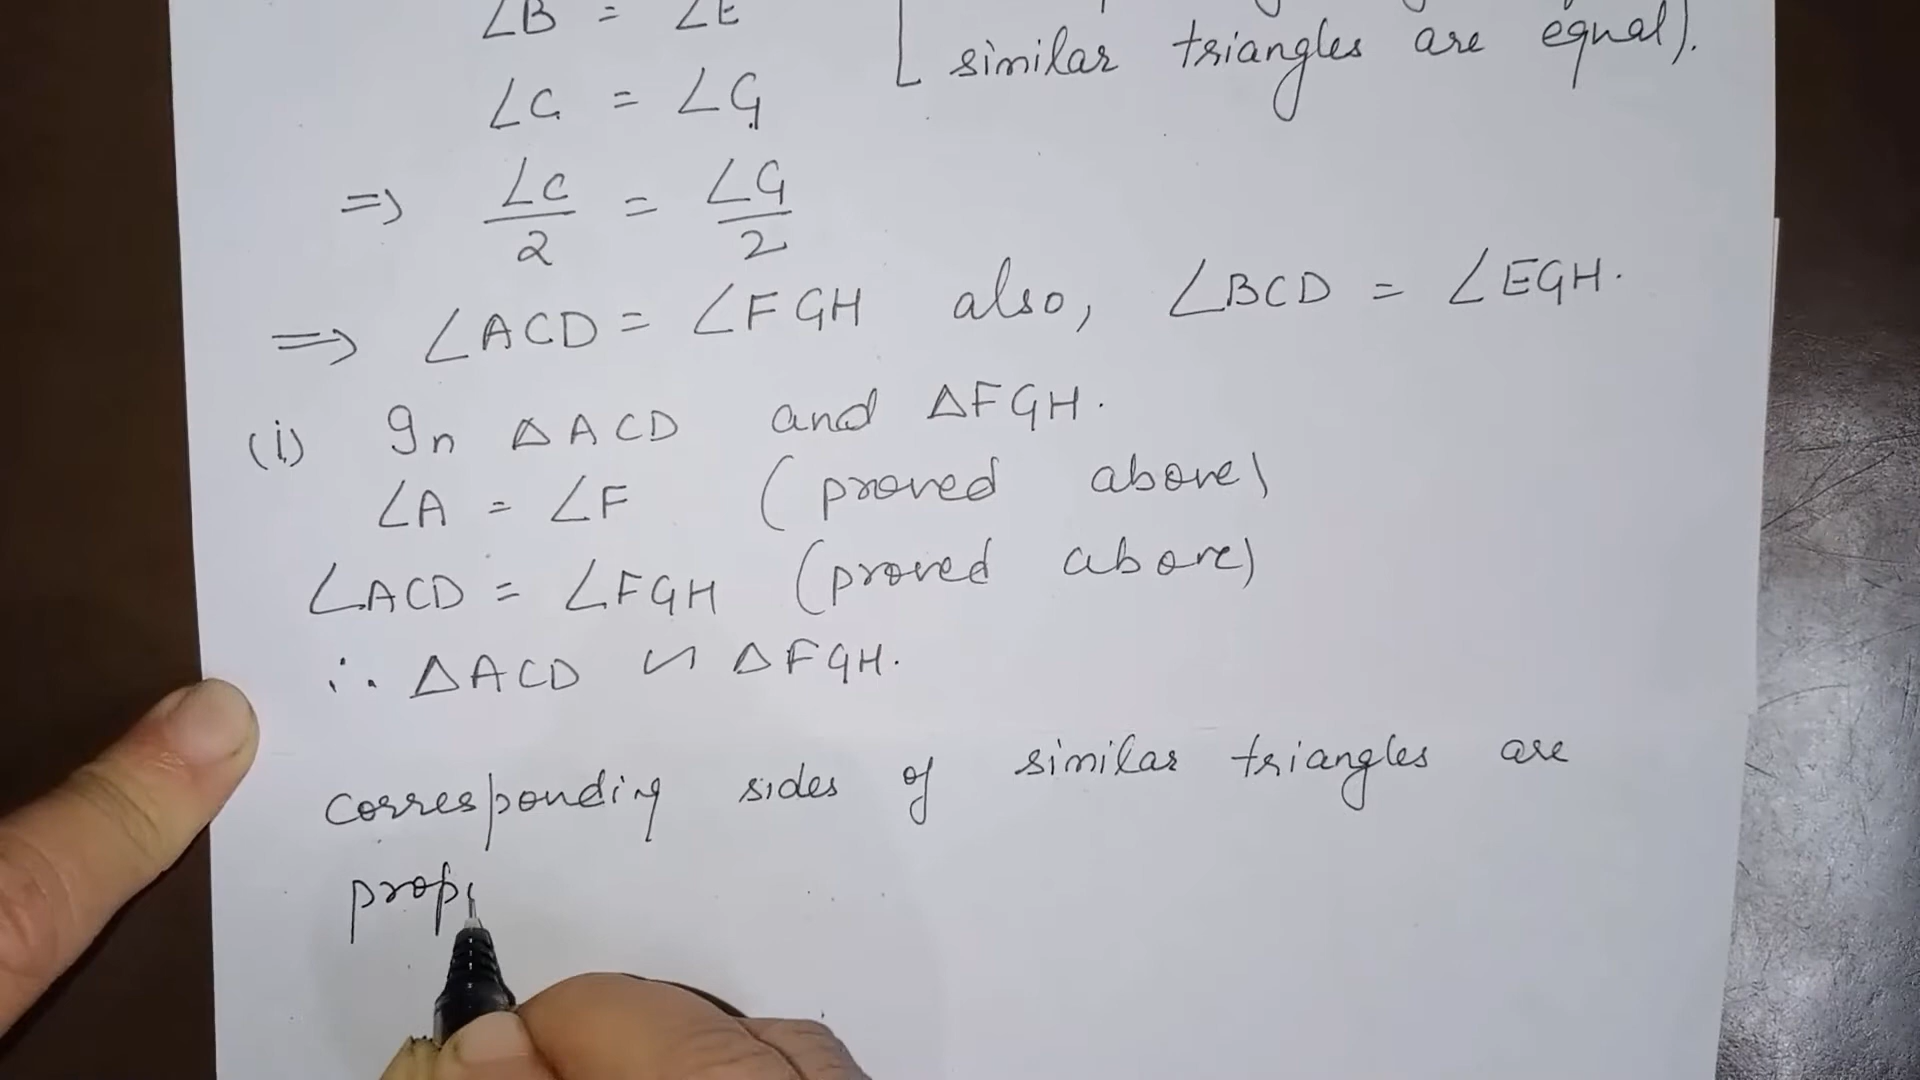 ∠B = ∠E
similar triangles are equal).
∠C = ∠G
=> ∠C/2 = ∠G/2
=> ∠ACD = ∠FGH also, ∠BCD = ∠EGH.
(i) In △ACD and △FGH.
∠A = ∠F (proved above)
∠ACD = ∠FGH (proved above)
∴ △ACD ∽ △FGH.
corresponding sides of similar triangles are
prop